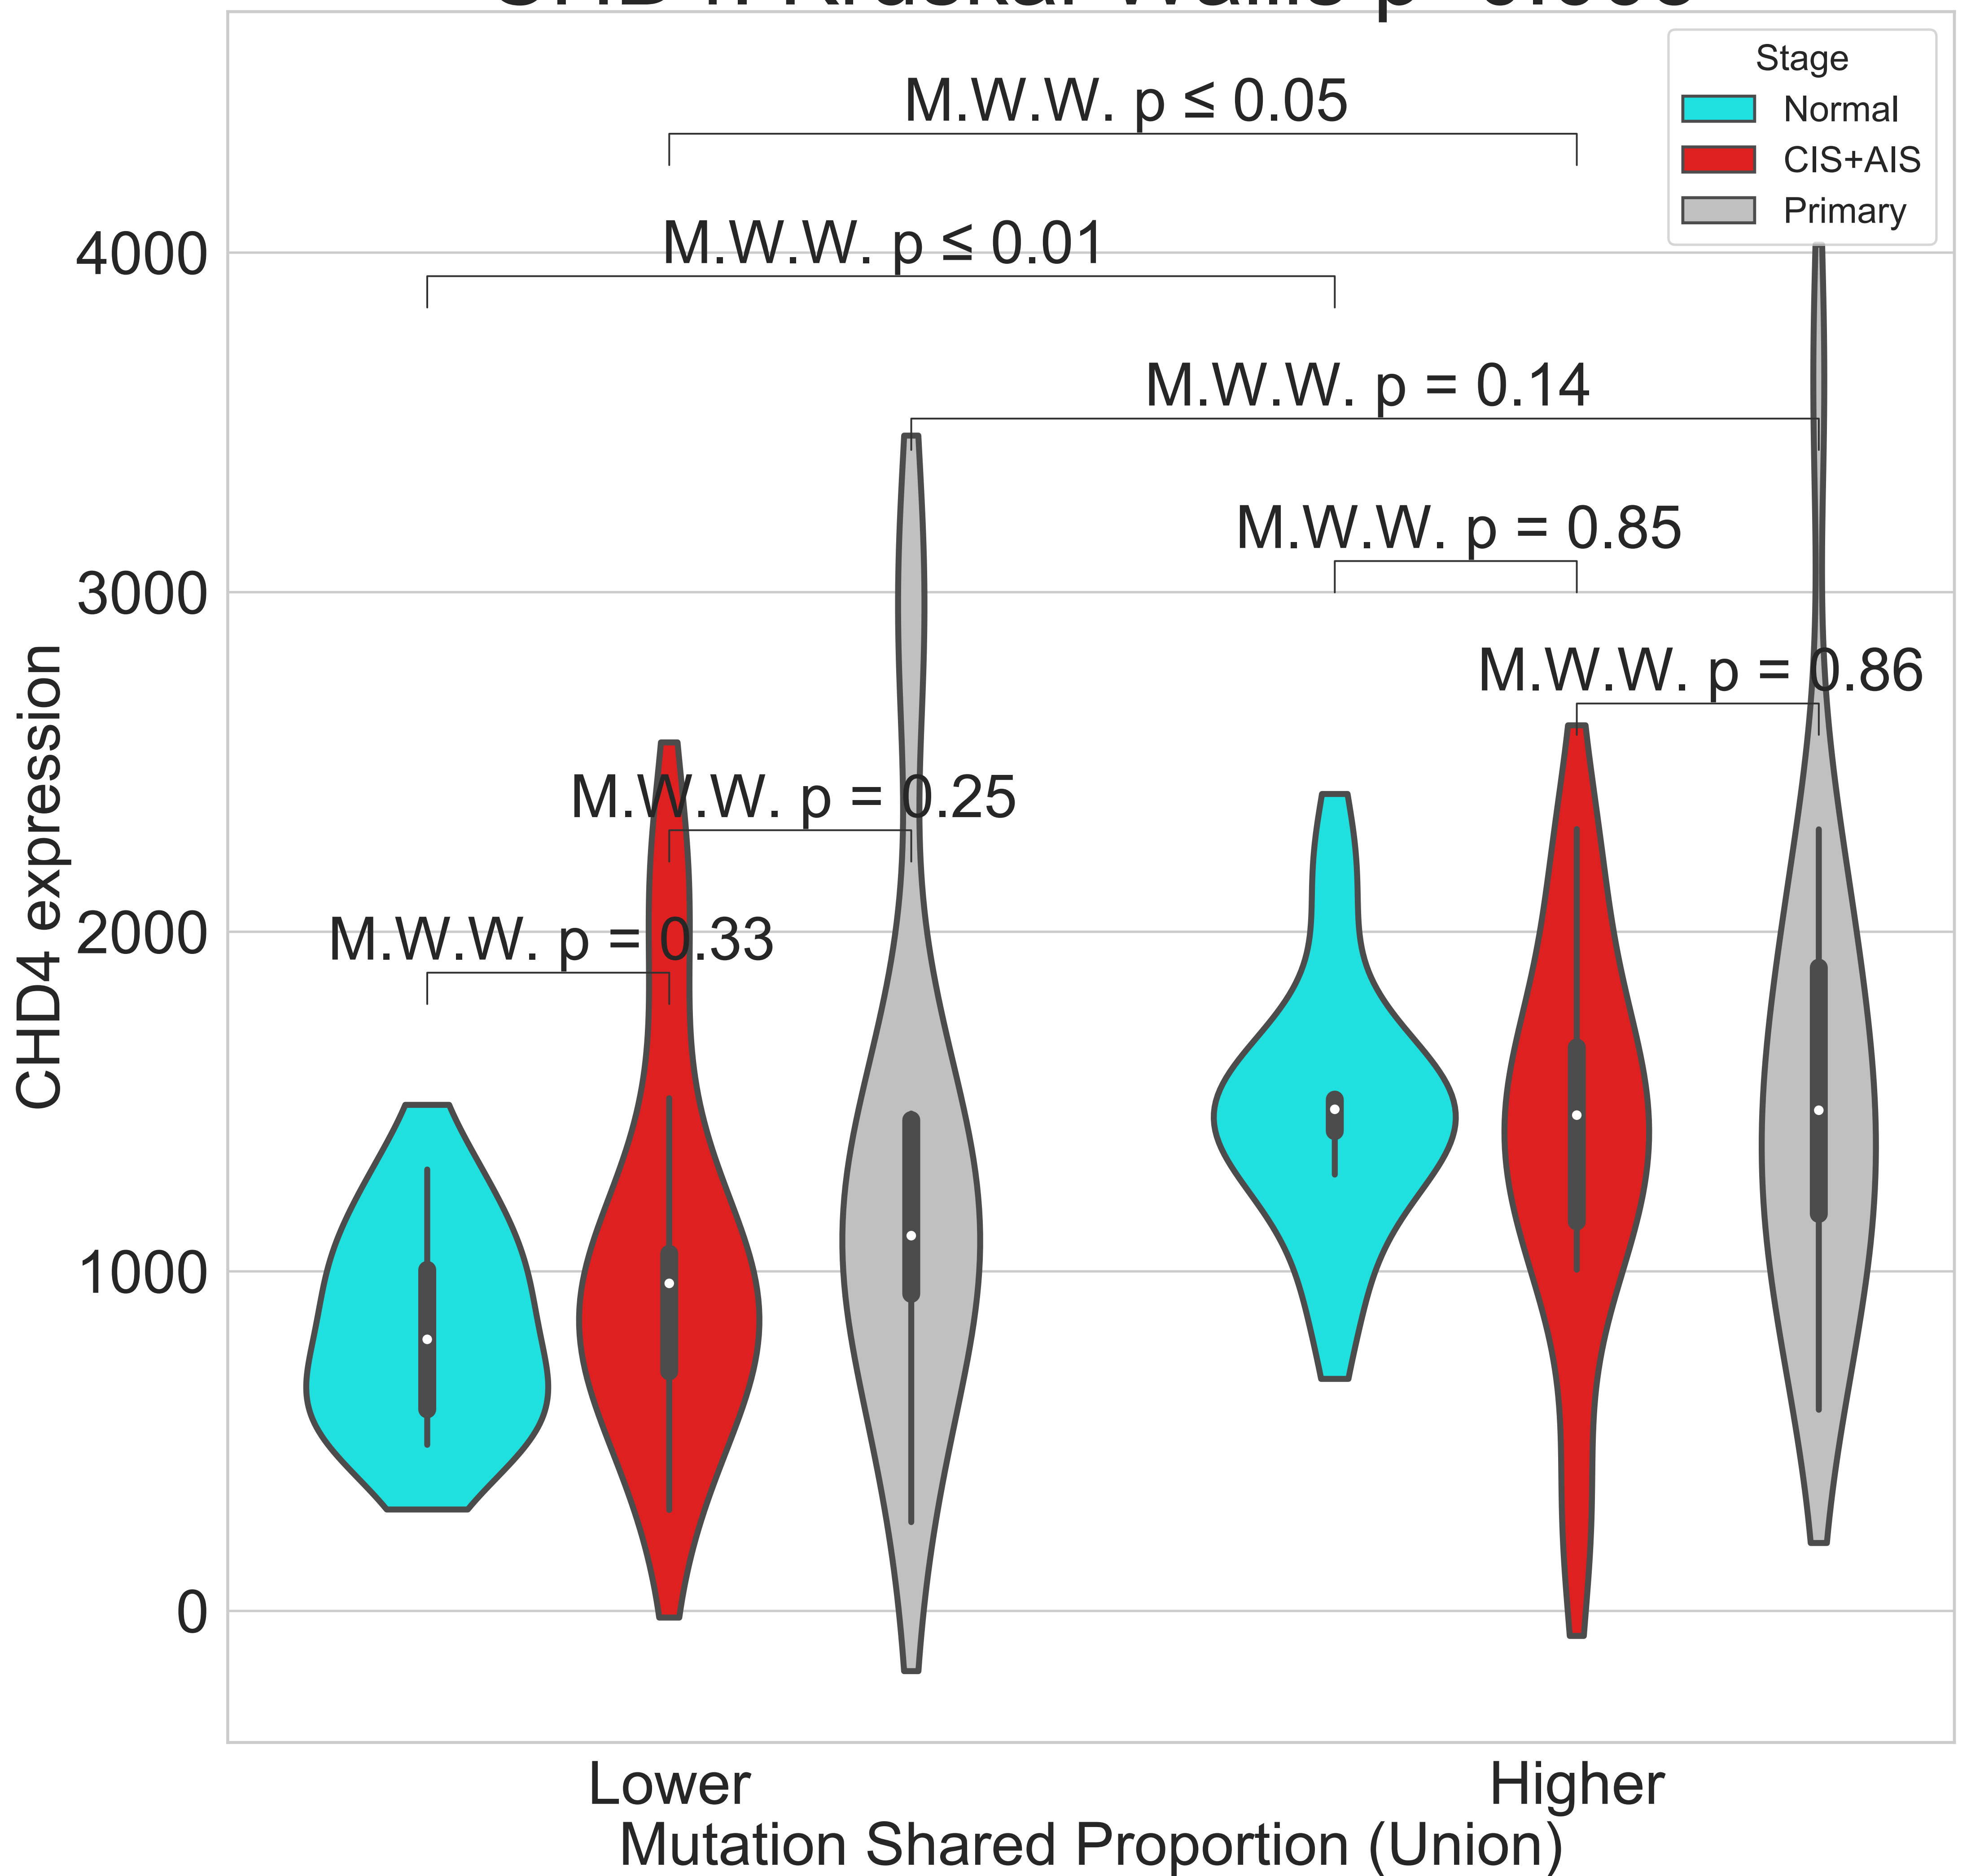 Stage
Normal
CIS+AIS
Primary
M.W.W. p ≤ 0.05
M.W.W. p ≤ 0.01
M.W.W. p = 0.14
M.W.W. p = 0.85
M.W.W. p = 0.86
M.W.W. p = 0.25
M.W.W. p = 0.33
4000
3000
2000
1000
0
CHD4 expression
Lower
Higher
Mutation Shared Proportion (Union)